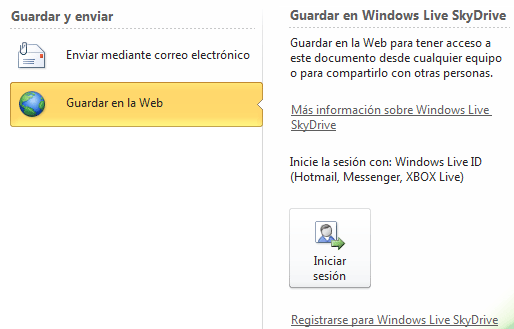 Guardar y enviar
Enviar mediante correo electrónico
Guardar en la Web
Guardar en Windows Live SkyDrive
Guardar en la Web para tener acceso a
este documento desde cualquier equipo
o para compartirlo con otras personas.
Más información sobre Windows Live
SkyDrive
Inicie la sesión con: Windows Live ID
(Hotmail, Messenger, XBOX Live)
Iniciar
sesión
Registrarse para Windows Live SkyDrive